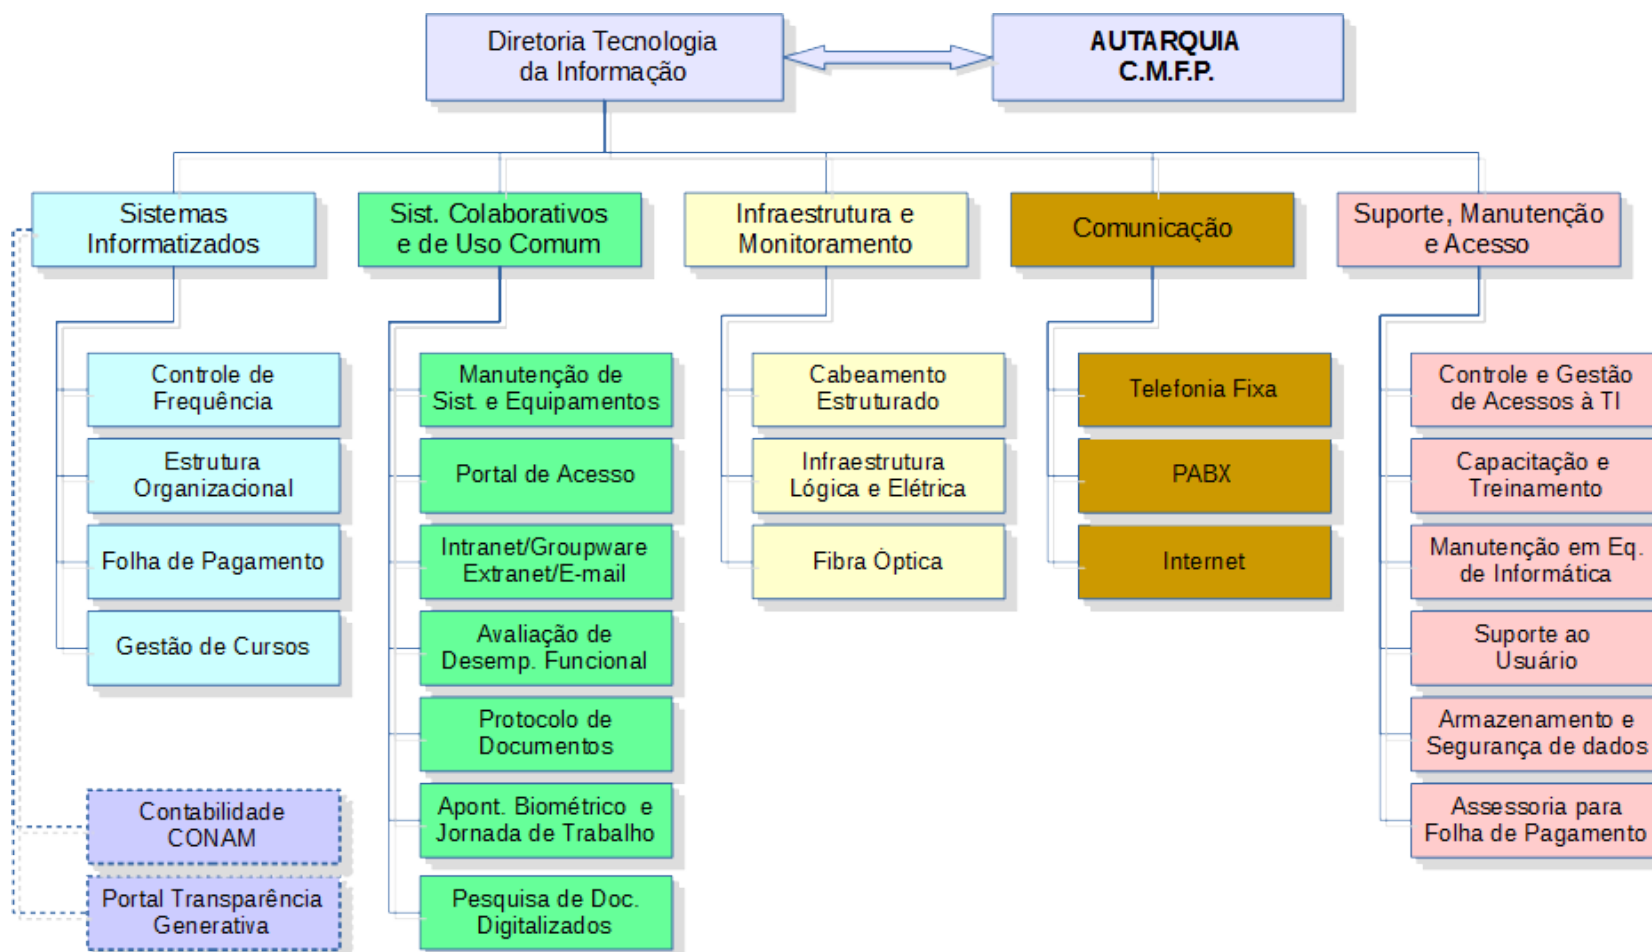 Diretoria Tecnologia
da Informação
AUTARQUIA
C.M.F.P.
Sistemas
Informatizados
Sist. Colaborativos
e de Uso Comum
Infraestrutura e
Monitoramento
Comunicação
Suporte, Manutenção
e Acesso
Controle de
Frequência
Estrutura
Organizacional
Folha de Pagamento
Gestão de Cursos
Contabilidade
CONAM
Portal Transparência
Generativa
Manutenção de
Sist. e Equipamentos
Portal de Acesso
Intranet/Groupware
Extranet/E-mail
Avaliação de
Desemp. Funcional
Protocolo de
Documentos
Apont. Biométrico e
Jornada de Trabalho
Pesquisa de Doc.
Digitalizados
Cabeamento
Estruturado
Infraestrutura
Lógica e Elétrica
Fibra Óptica
Telefonia Fixa
PABX
Internet
Controle e Gestão
de Acessos à TI
Capacitação e
Treinamento
Manutenção em Eq.
de Informática
Suporte ao
Usuário
Armazenamento e
Segurança de dados
Assessoria para
Folha de Pagamento